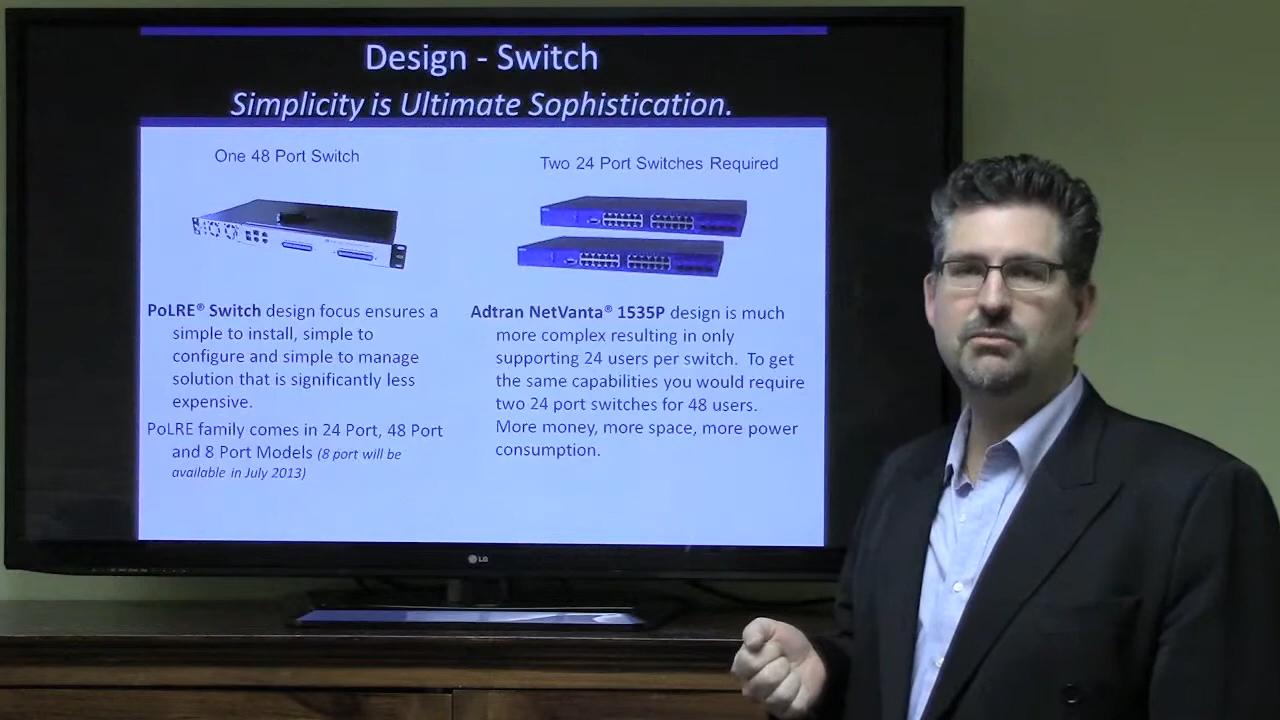 Design - Switch
Simplicity is Ultimate Sophistication.
One 48 Port Switch
PoLRE® Switch design focus ensures a
simple to install, simple to
configure and simple to manage
solution that is significantly less
expensive.
PoLRE family comes in 24 Port, 48 Port
and 8 Port Models (8 port will be
available in July 2013)
Two 24 Port Switches Required
Adtran NetVanta® 1535P design is much
more complex resulting in only
supporting 24 users per switch. To get
the same capabilities you would require
two 24 port switches for 48 users.
More money, more space, more power
consumption.
LG